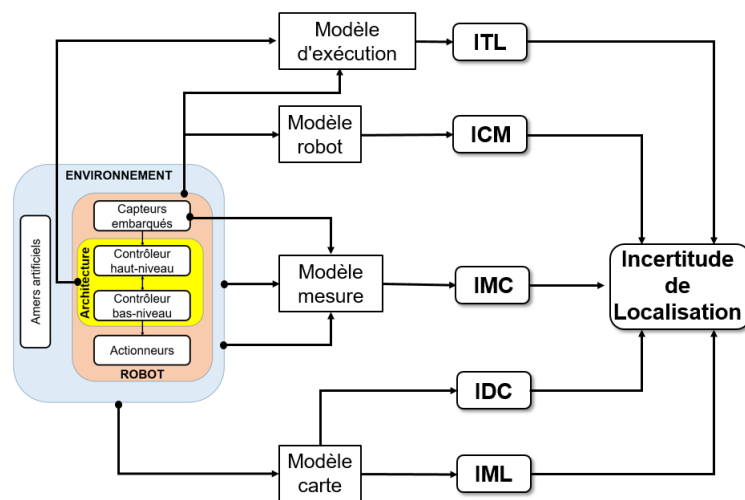 Modèle
d'exécution
ITL
Modèle
robot
ICM
ENVIRONNEMENT
Amers artificiels
Capteurs
embarqués
Architecture
Contrôleur
haut-niveau
Contrôleur
bas-niveau
Actionneurs
ROBOT
Modèle
mesure
IMC
Incertitude
de
Localisation
IDC
Modèle
carte
IML